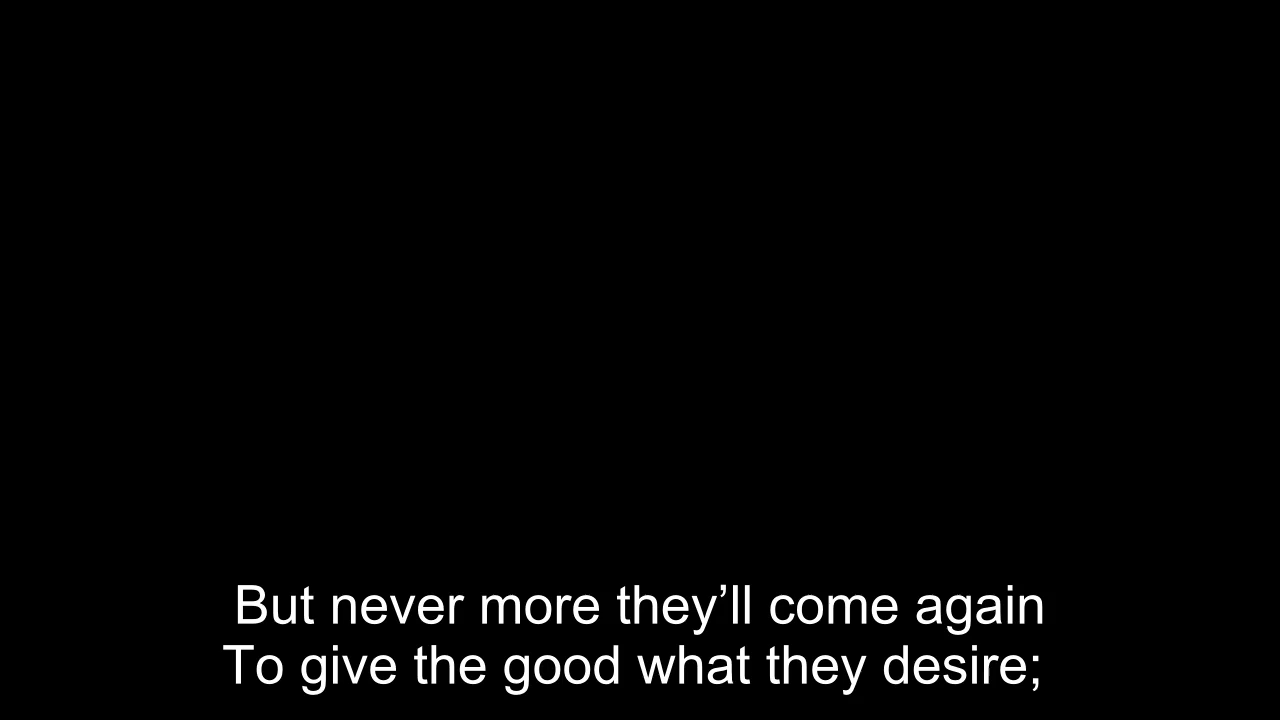 But never more they’ll come again
To give the good what they desire;